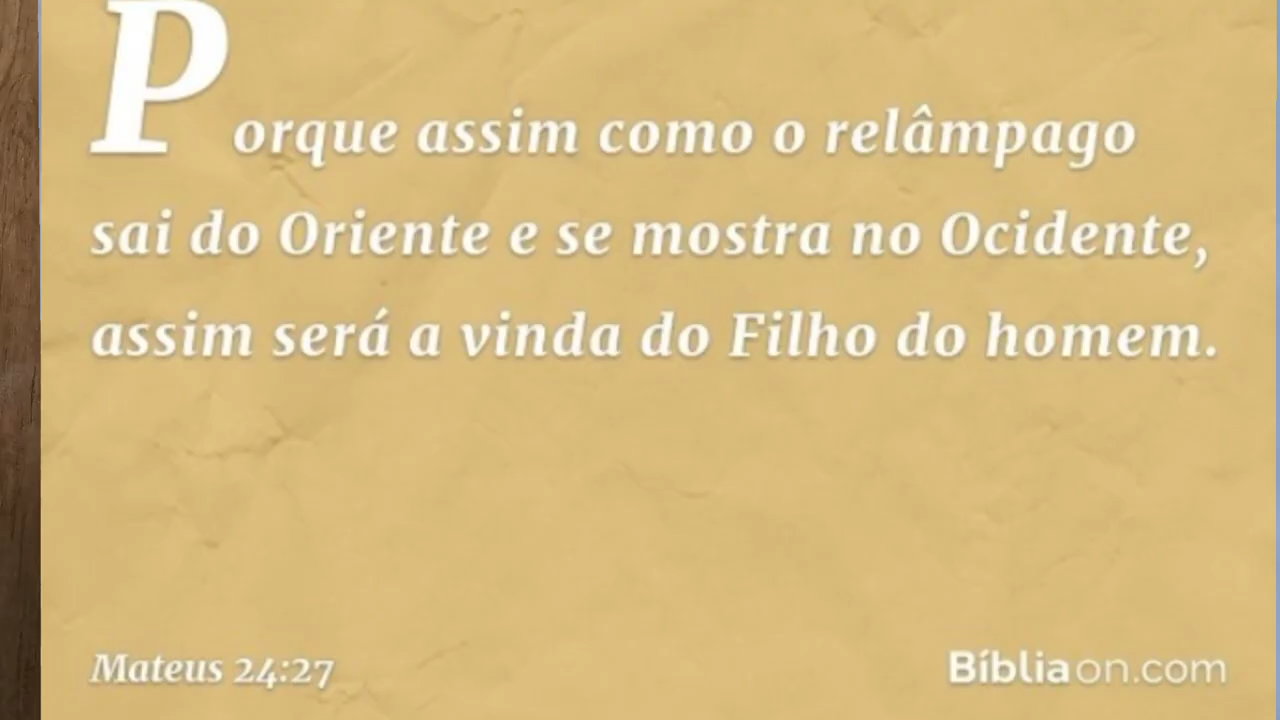 Porque assim como o relâmpago
sai do Oriente e se mostra no Ocidente,
assim será a vinda do Filho do homem.
Mateus 24:27
Bíbliaon.com